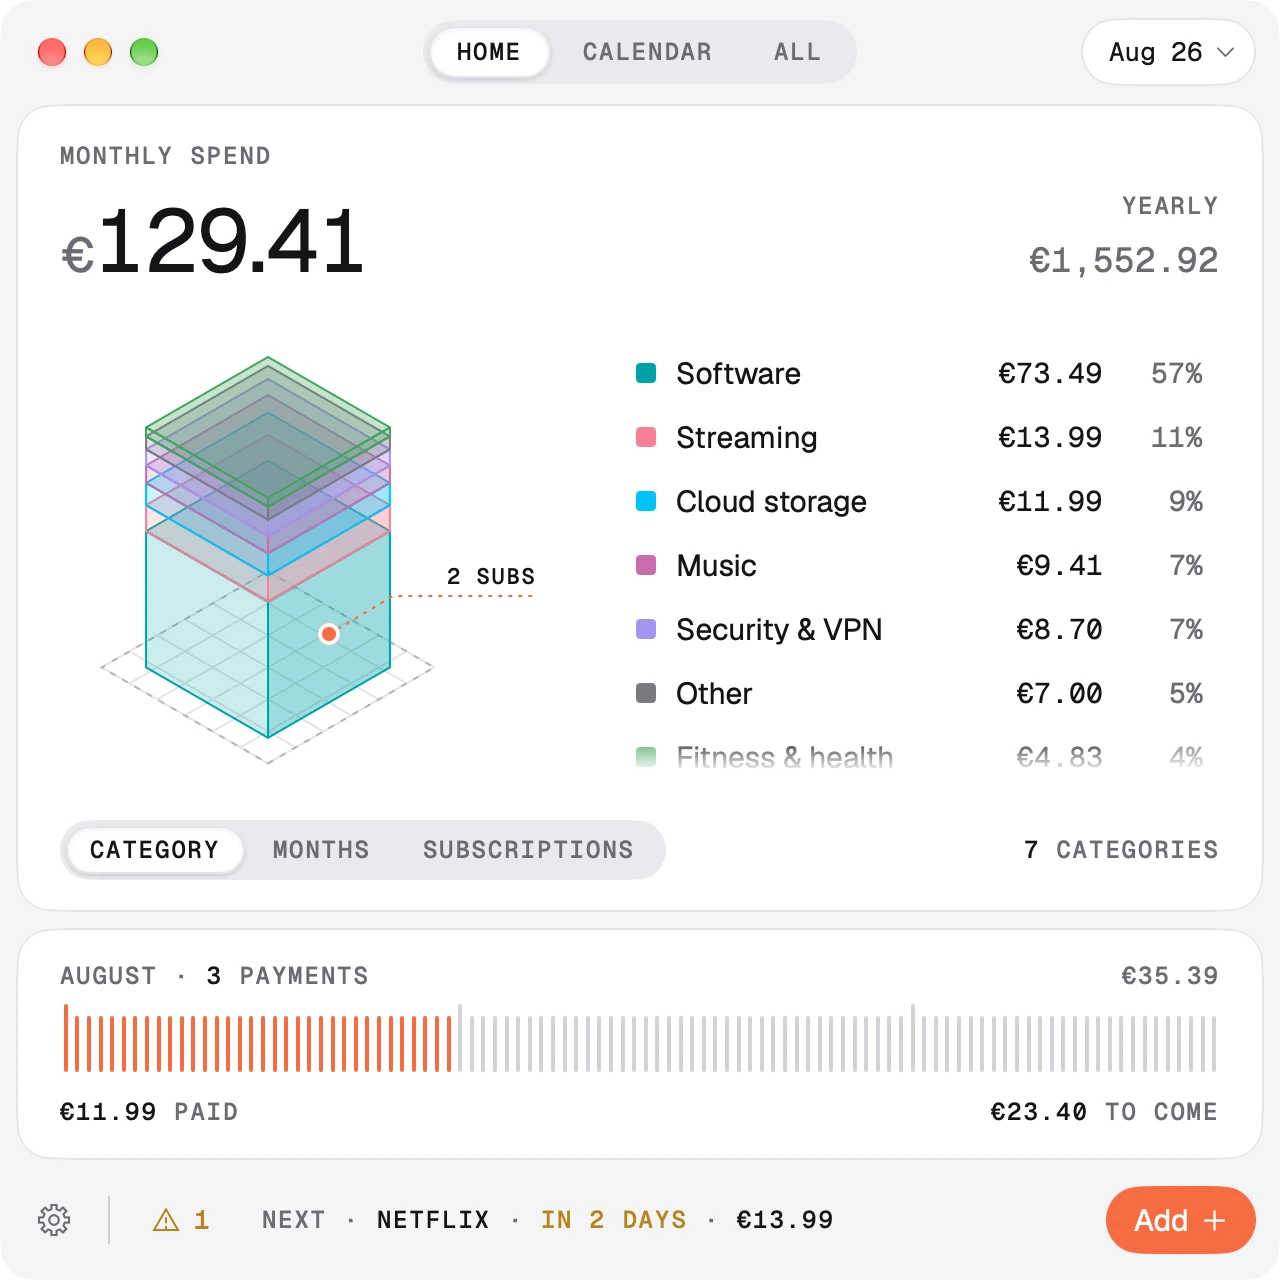 HOME CALENDAR ALL Aug 26
MONTHLY SPEND
€129.41
YEARLY
€1,552.92
Software €73.49 57%
Streaming €13.99 11%
Cloud storage €11.99 9%
Music €9.41 7%
Security & VPN €8.70 7%
Other €7.00 5%
Fitness & health €4.83 4%
2 SUBS
CATEGORY MONTHS SUBSCRIPTIONS 7 CATEGORIES
AUGUST · 3 PAYMENTS €35.39
€11.99 PAID €23.40 TO COME
1 NEXT · NETFLIX · IN 2 DAYS · €13.99 Add +